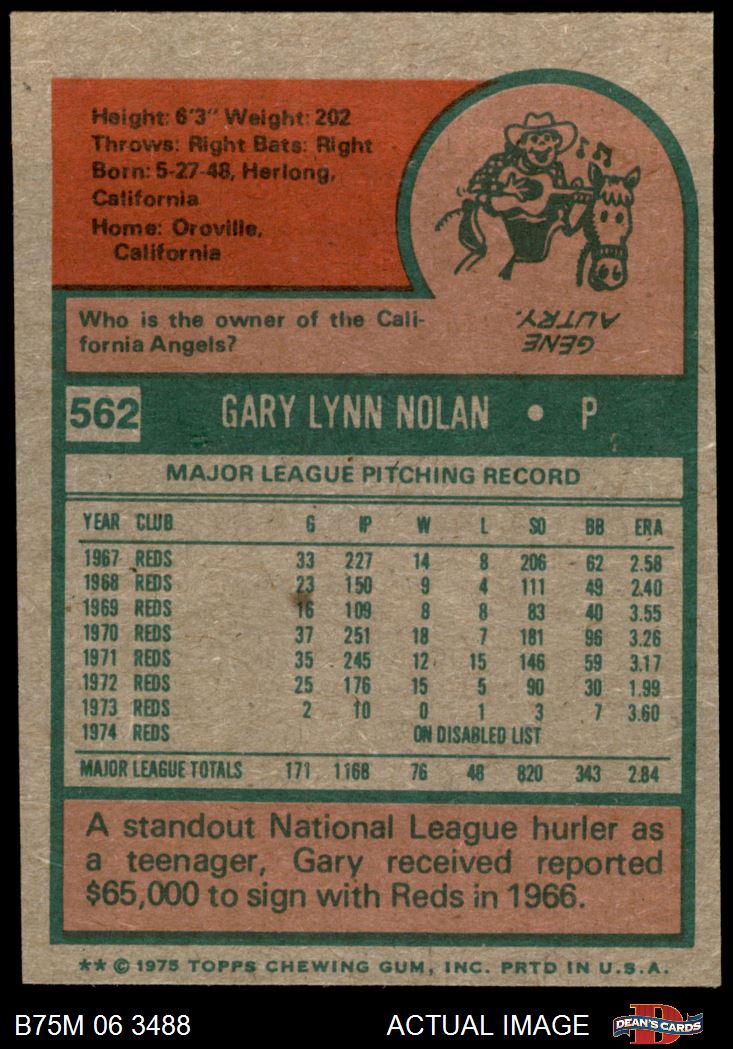 Height: 6'3" Weight: 202
Throws: Right Bats: Right
Born: 5-27-48, Herlong,
California
Home: Oroville,
California
Who is the owner of the Cali-
fornia Angels?
GENE
AUTRY.
562 GARY LYNN NOLAN • P
MAJOR LEAGUE PITCHING RECORD
YEAR CLUB G IP W L SO BB ERA
1967 REDS 33 227 14 8 206 62 2.58
1968 REDS 23 150 9 4 111 49 2.40
1969 REDS 16 109 8 8 83 40 3.55
1970 REDS 37 251 18 7 181 96 3.26
1971 REDS 35 245 12 15 146 59 3.17
1972 REDS 25 176 15 5 90 30 1.99
1973 REDS 2 10 0 1 3 7 3.60
1974 REDS ON DISABLED LIST
MAJOR LEAGUE TOTALS 171 1168 76 48 820 343 2.84
A standout National League hurler as
a teenager, Gary received reported
$65,000 to sign with Reds in 1966.
** © 1975 TOPPS CHEWING GUM, INC. PRTD IN U.S.A.
B75M 06 3488 ACTUAL IMAGE DEAN'S CARDS